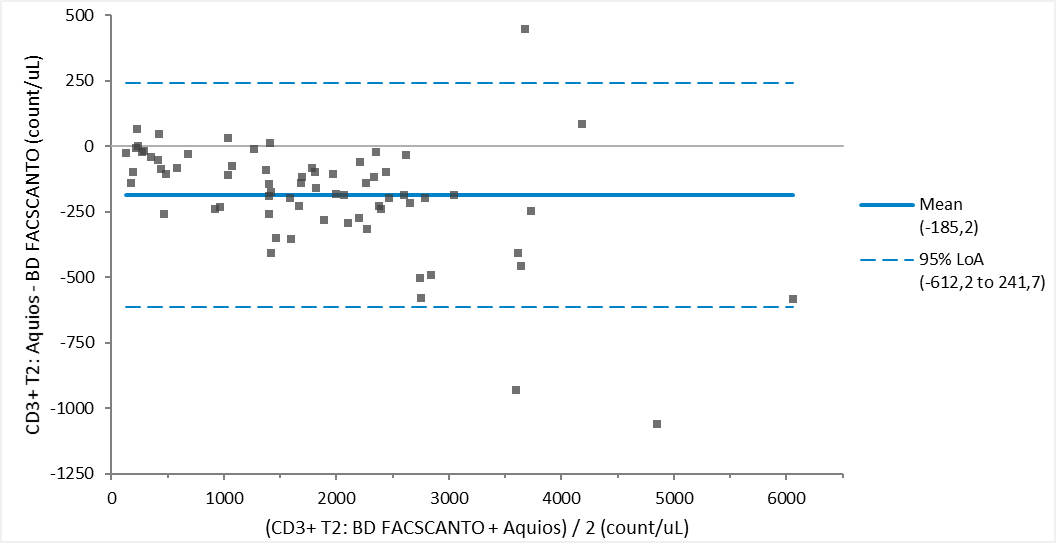 500
250
0
-250
-500
-750
-1000
-1250
CD3+ T2: Aquios - BD FACSCANTO (count/uL)
0 1000 2000 3000 4000 5000 6000
(CD3+ T2: BD FACSCANTO + Aquios) / 2 (count/uL)
Mean
(-185,2)
95% LoA
(-612,2 to 241,7)